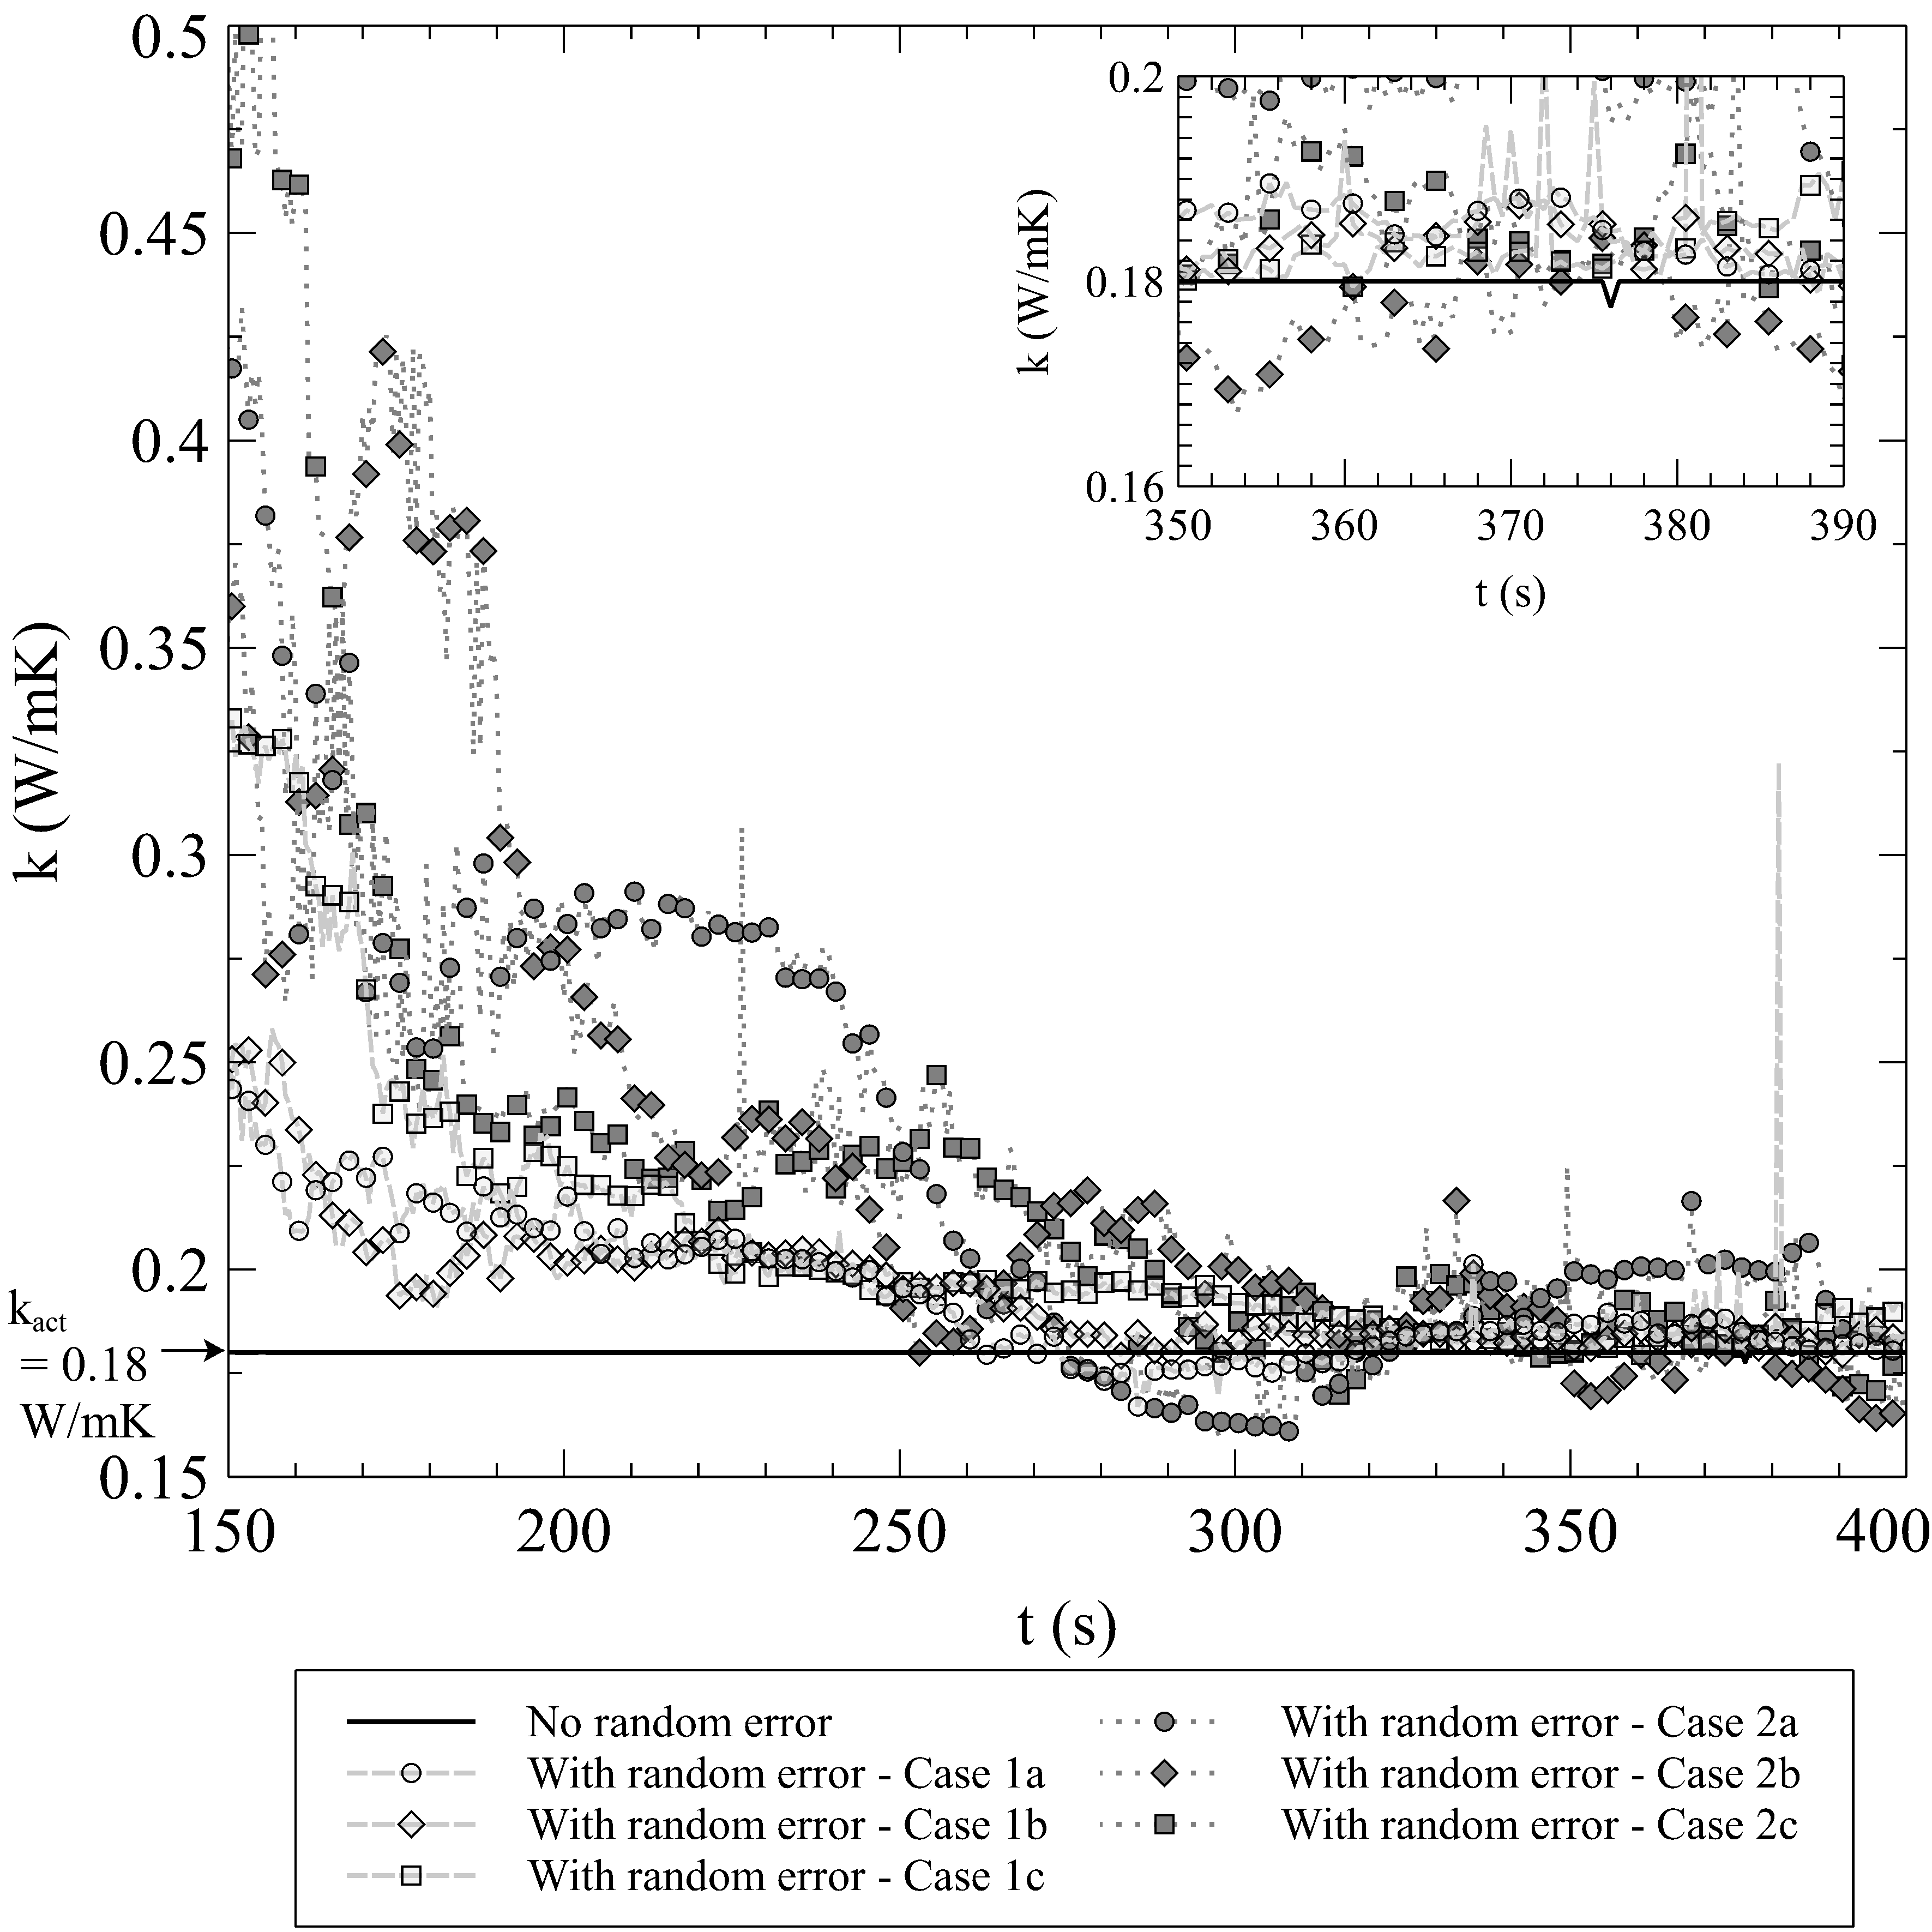 0.5
0.45
0.4
0.35
0.3
0.25
0.2
0.15
k (W/mK)
k_act
= 0.18
W/mK
150
200
250
300
350
400
t (s)
0.2
0.18
0.16
k (W/mK)
350
360
370
380
390
t (s)
No random error
With random error - Case 1a
With random error - Case 1b
With random error - Case 1c
With random error - Case 2a
With random error - Case 2b
With random error - Case 2c